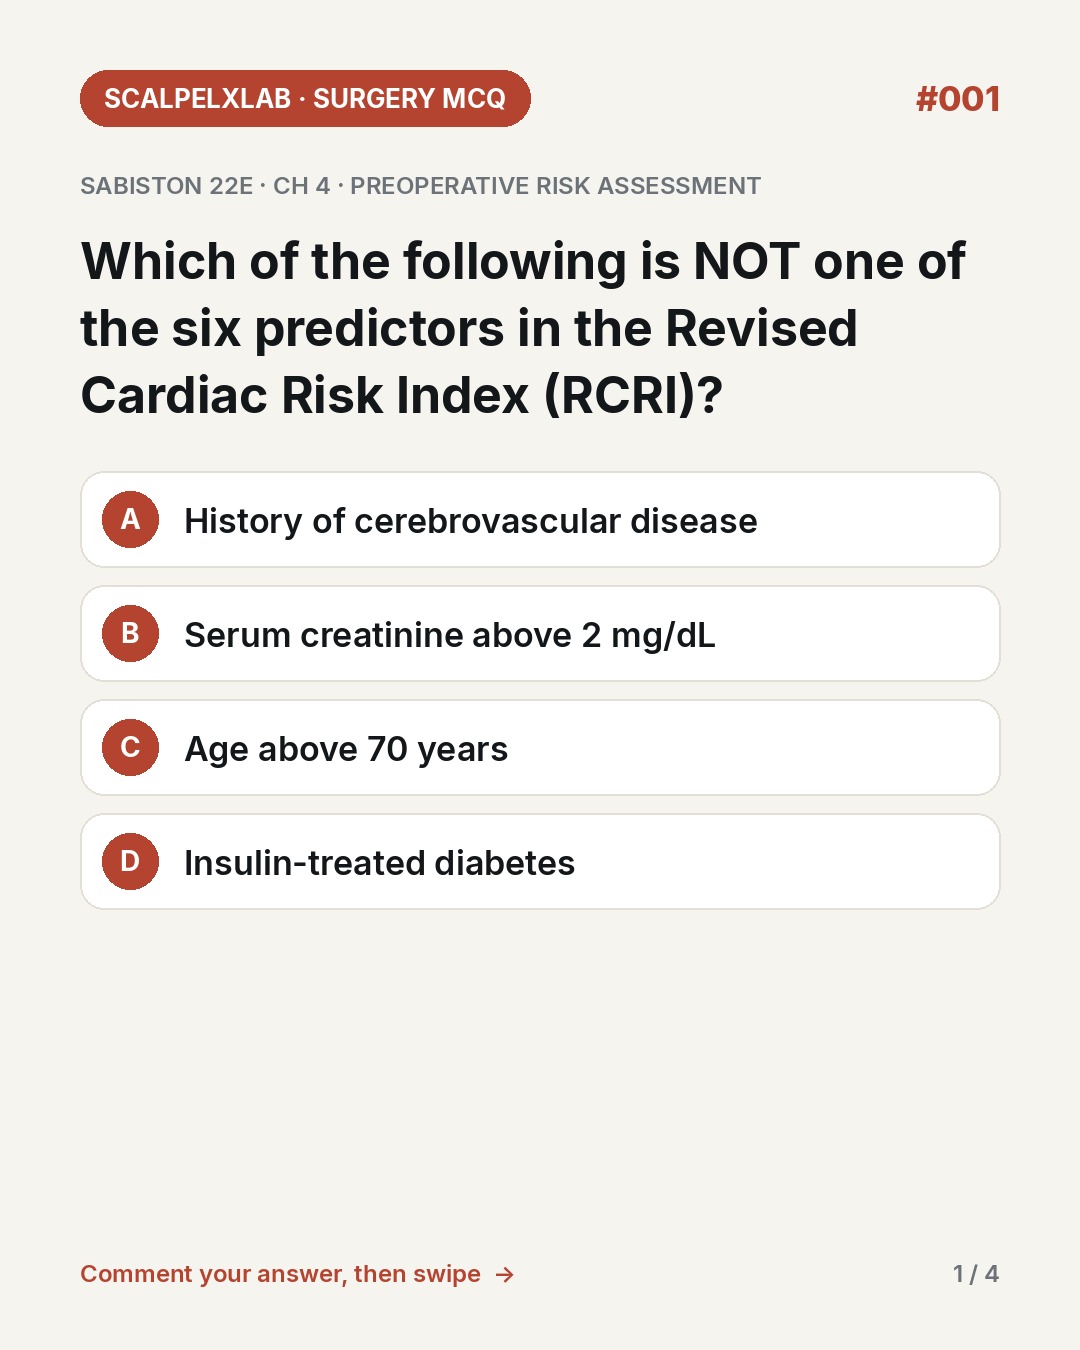 SCALPELXLAB · SURGERY MCQ
#001
SABISTON 22E · CH 4 · PREOPERATIVE RISK ASSESSMENT
Which of the following is NOT one of
the six predictors in the Revised
Cardiac Risk Index (RCRI)?
A History of cerebrovascular disease
B Serum creatinine above 2 mg/dL
C Age above 70 years
D Insulin-treated diabetes
Comment your answer, then swipe →
1 / 4